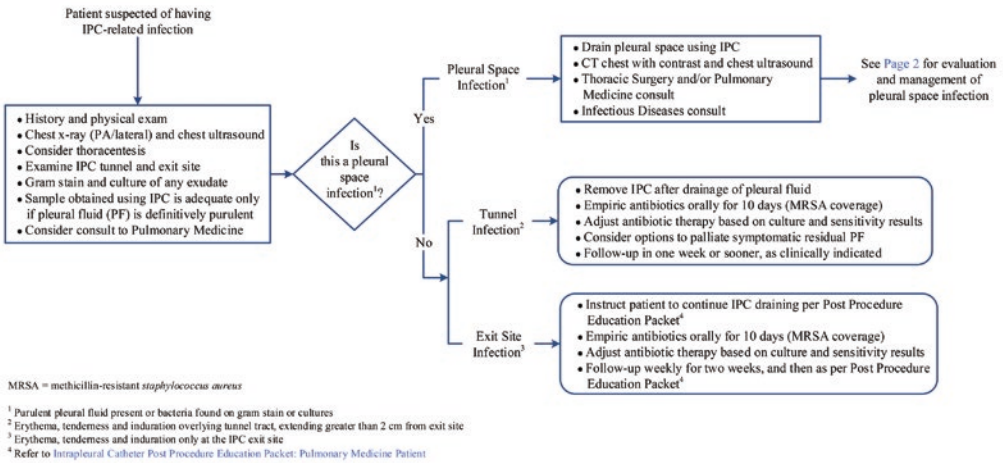 Patient suspected of having
IPC-related infection
• History and physical exam
• Chest x-ray (PA/lateral) and chest ultrasound
• Consider thoracentesis
• Examine IPC tunnel and exit site
• Gram stain and culture of any exudate
• Sample obtained using IPC is adequate only
if pleural fluid (PF) is definitively purulent
• Consider consult to Pulmonary Medicine
Is
this a pleural
space
infection¹?
Yes
Pleural Space
Infection¹
• Drain pleural space using IPC
• CT chest with contrast and chest ultrasound
• Thoracic Surgery and/or Pulmonary
Medicine consult
• Infectious Diseases consult
See Page 2 for evaluation
and management of
pleural space infection
No
Tunnel
Infection²
• Remove IPC after drainage of pleural fluid
• Empiric antibiotics orally for 10 days (MRSA coverage)
• Adjust antibiotic therapy based on culture and sensitivity results
• Consider options to palliate symptomatic residual PF
• Follow-up in one week or sooner, as clinically indicated
Exit Site
Infection³
• Instruct patient to continue IPC draining per Post Procedure
Education Packet⁴
• Empiric antibiotics orally for 10 days (MRSA coverage)
• Adjust antibiotic therapy based on culture and sensitivity results
• Follow-up weekly for two weeks, and then as per Post Procedure
Education Packet⁴
MRSA = methicillin-resistant staphylococcus aureus
¹ Purulent pleural fluid present or bacteria found on gram stain or cultures
² Erythema, tenderness and induration overlying tunnel tract, extending greater than 2 cm from exit site
³ Erythema, tenderness and induration only at the IPC exit site
⁴ Refer to Intrapleural Catheter Post Procedure Education Packet: Pulmonary Medicine Patient